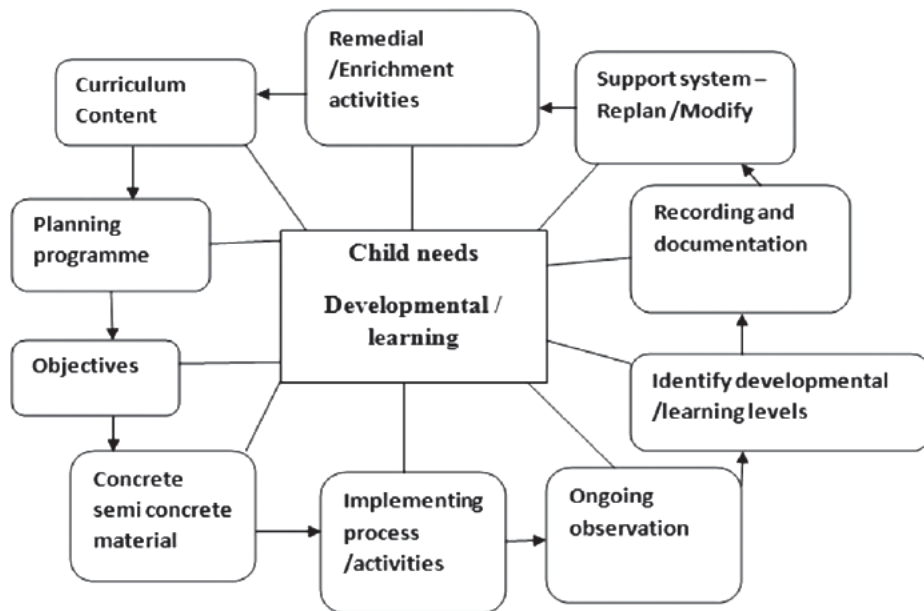 Remedial
/Enrichment
activities
Curriculum
Content
Support system –
Replan /Modify
Planning
programme
Recording and
documentation
Child needs
Developmental /
learning
Objectives
Identify developmental
/learning levels
Concrete
semi concrete
material
Implementing
process
/activities
Ongoing
observation